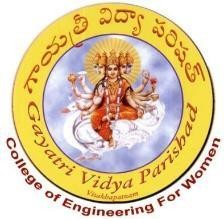 గాయత్రీ విద్యా పరిషత్
Gayatri Vidya Parishad
Visakhapatnam
College of Engineering For Women